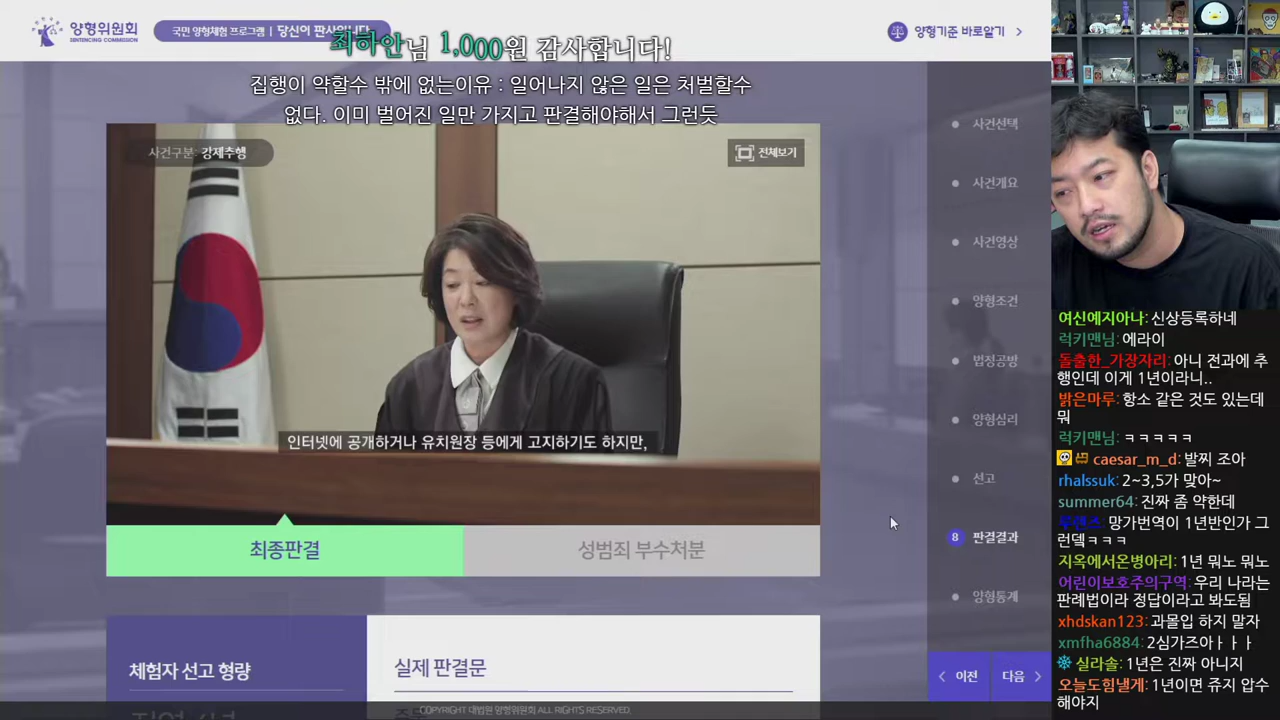 양형위원회
SENTENCING COMMISSION
국민 양형체험 프로그램 | 당신이 판사입니다
양형기준 바로알기
최하안님 1,000원 감사합니다!
집행이 약할수 밖에 없는이유 : 일어나지 않은 일은 처벌할수
없다. 이미 벌어진 일만 가지고 판결해야해서 그런듯
사건구분 강제추행
전체보기
인터넷에 공개하거나 유치원장 등에게 고지하기도 하지만,
최종판결
성범죄 부수처분
체험자 선고 형량
실제 판결문
COPYRIGHT 대법원 양형위원회 ALL RIGHTS RESERVED.
사건선택
사건개요
사건영상
양형조건
법정공방
양형심리
선고
8 판결결과
양형통계
이전
다음
여신예지아나: 신상등록하네
럭키맨님: 에라이
돌출한_가장자리: 아니 전과에 추
행인데 이게 1년이라니..
밝은마루: 항소 같은 것도 있는데
뭐
럭키맨님: ㅋㅋㅋㅋㅋ
caesar_m_d: 발찌 조아
rhalssuk: 2~3,5가 맞아~
summer64: 진짜 좀 약한데
망가번역이 1년반인가 그
런뎈ㅋㅋㅋ
지옥에서온병아리: 1년 뭐노 뭐노
어린이보호주의구역: 우리 나라는
판례법이라 정답이라고 봐도됨
xhdskan123: 과몰입 하지 말자
xmfha6884: 2심가즈아ㅏㅏㅏ
실라솔: 1년은 진짜 아니지
오늘도힘낼게: 1년이면 쥬지 압수
해야지